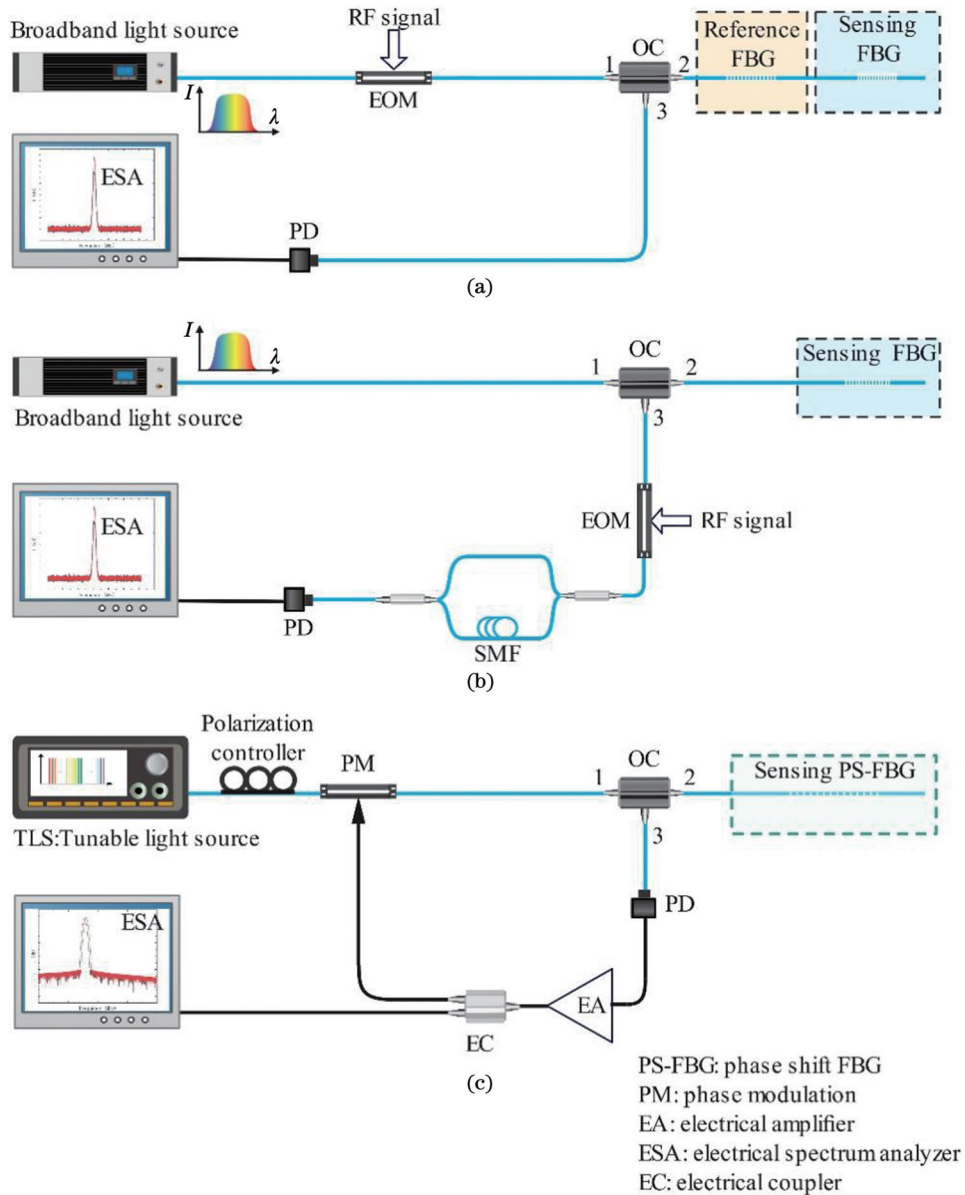 Broadband light source
RF signal
EOM
1
OC
2
3
Reference
FBG
Sensing
FBG
I
λ
ESA
PD
(a)
I
λ
Broadband light source
1
OC
2
3
Sensing FBG
ESA
EOM
RF signal
PD
SMF
(b)
Polarization
controller
PM
1
OC
2
3
Sensing PS-FBG
TLS:Tunable light source
ESA
PD
EA
EC
(c)
PS-FBG: phase shift FBG
PM: phase modulation
EA: electrical amplifier
ESA: electrical spectrum analyzer
EC: electrical coupler